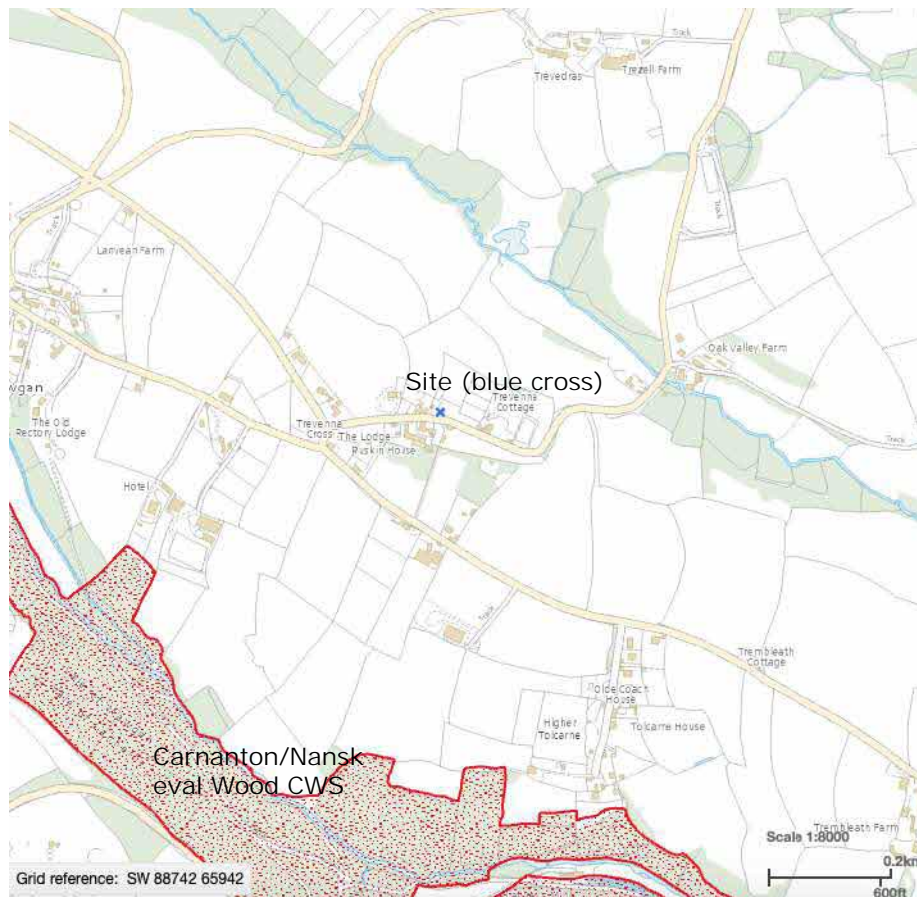 Track
Trevedras
Trezell Farm
Track
Track
Lanvean Farm
Oak Valley Farm
Site (blue cross)
Trevenna
Cottage
wgan
The Old
Rectory Lodge
Trevenna
Cross
The Lodge
Ruskin House
Track
Hotel
Track
Trembleath
Cottage
Olde Coach
House
Higher
Tolcarne
Tolcarne House
Carnanton/Nansk
eval Wood CWS
Scale 1:8000
Trembleath Farm
0.2km
600ft
Grid reference: SW 88742 65942